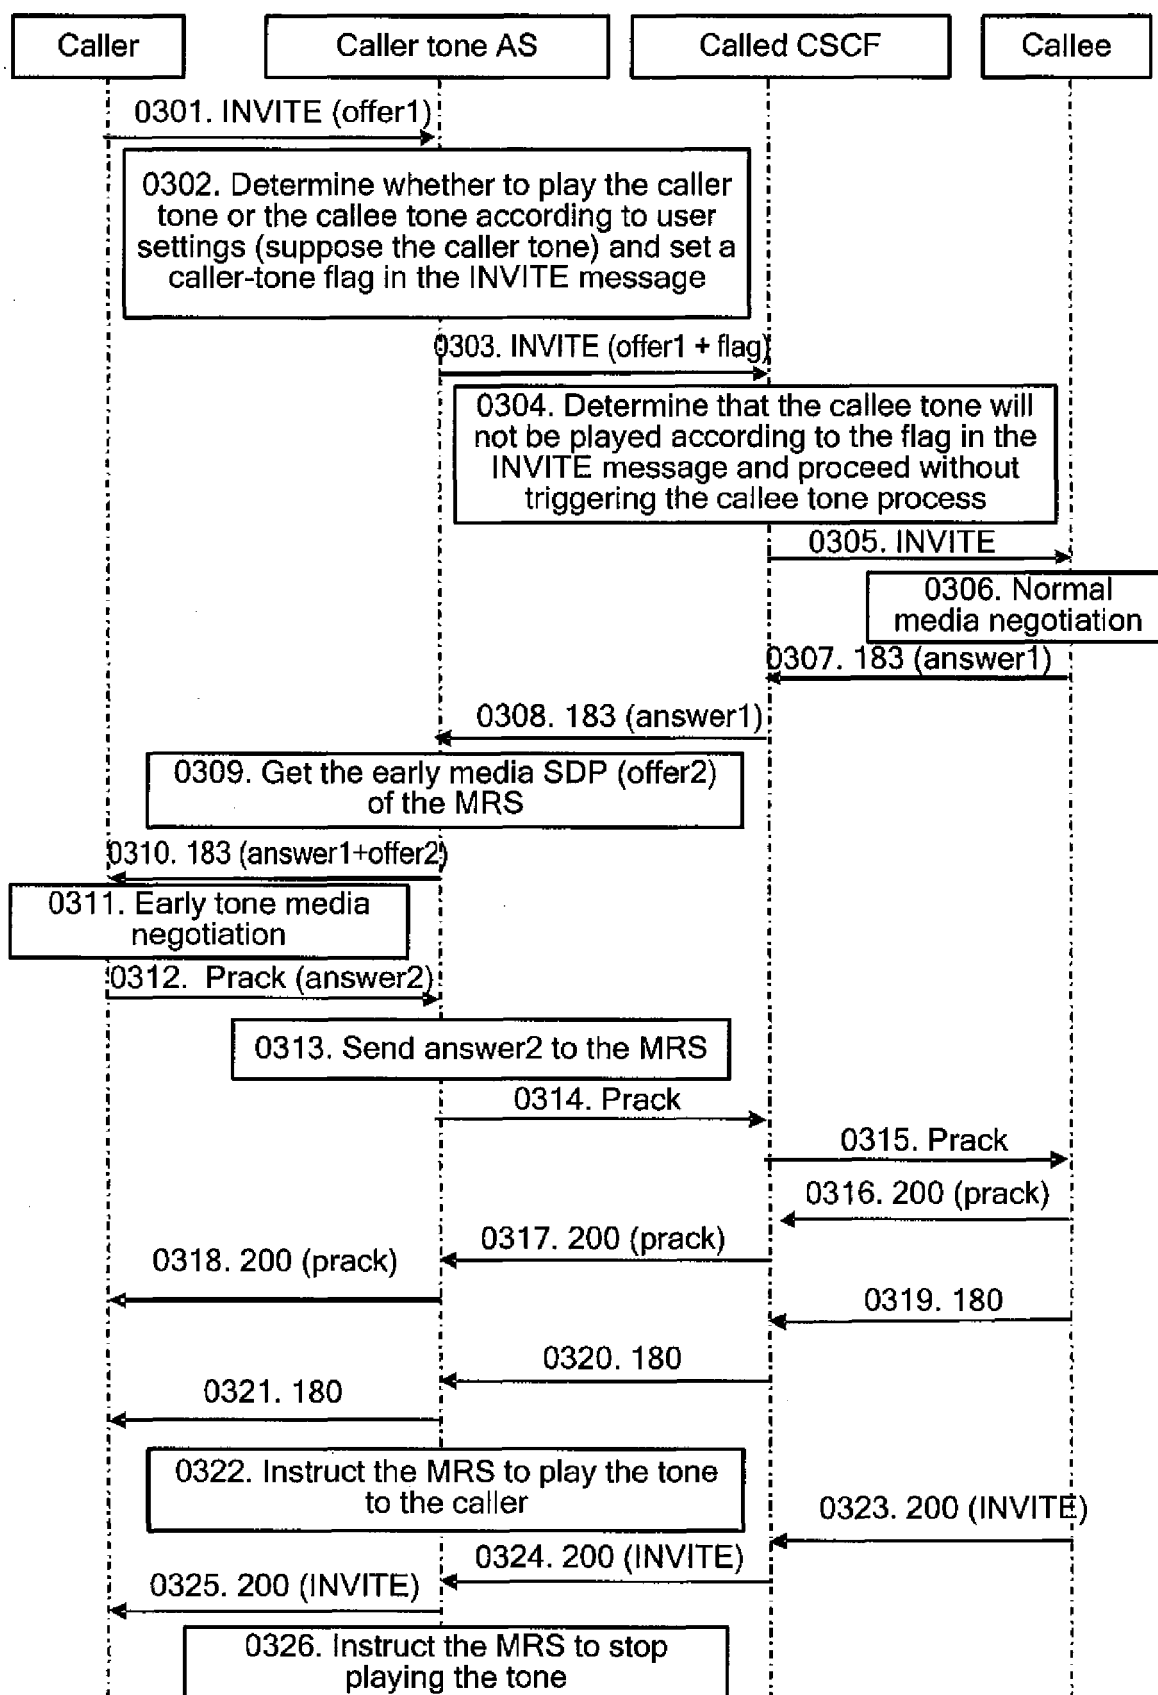 Caller
Caller tone AS
Called CSCF
Callee
0301. INVITE (offer1)
0302. Determine whether to play the caller
tone or the callee tone according to user
settings (suppose the caller tone) and set a
caller-tone flag in the INVITE message
0303. INVITE (offer1 + flag)
0304. Determine that the callee tone will
not be played according to the flag in the
INVITE message and proceed without
triggering the callee tone process
0305. INVITE
0306. Normal
media negotiation
0307. 183 (answer1)
0308. 183 (answer1)
0309. Get the early media SDP (offer2)
of the MRS
0310. 183 (answer1+offer2)
0311. Early tone media
negotiation
0312. Prack (answer2)
0313. Send answer2 to the MRS
0314. Prack
0315. Prack
0316. 200 (prack)
0317. 200 (prack)
0318. 200 (prack)
0319. 180
0320. 180
0321. 180
0322. Instruct the MRS to play the tone
to the caller
0323. 200 (INVITE)
0324. 200 (INVITE)
0325. 200 (INVITE)
0326. Instruct the MRS to stop
playing the tone